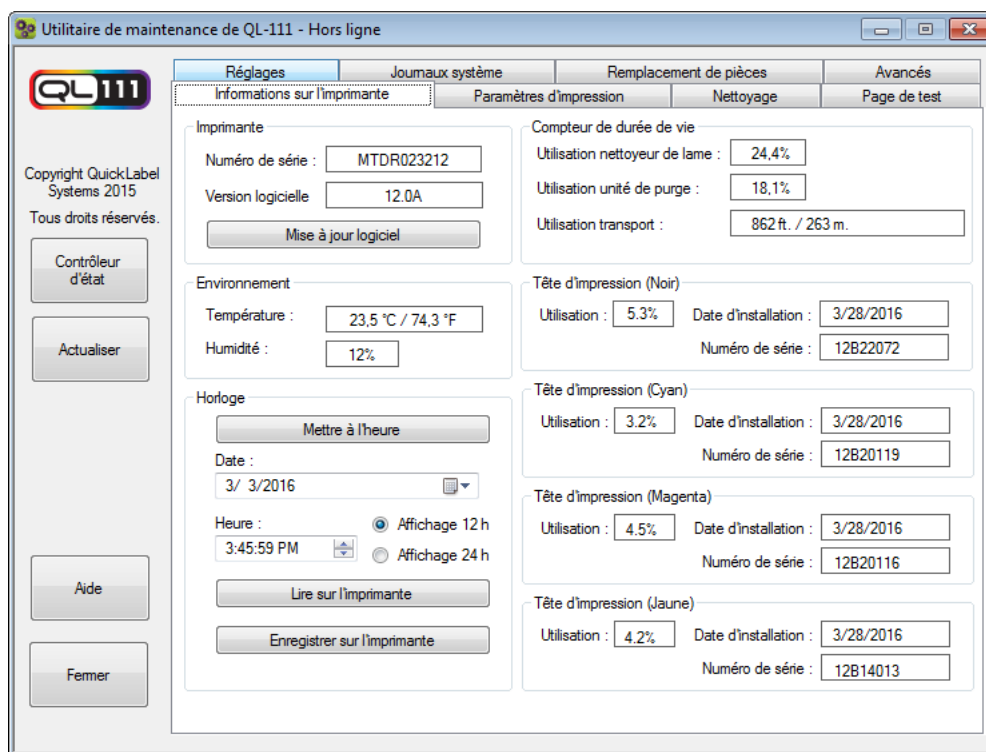 Utilitaire de maintenance de QL-111 - Hors ligne
QL 111
Copyright QuickLabel
Systems 2015
Tous droits réservés.
Contrôleur
d'état
Actualiser
Aide
Fermer
Réglages
Journaux système
Remplacement de pièces
Avancés
Informations sur l'imprimante
Paramètres d'impression
Nettoyage
Page de test
Imprimante
Numéro de série : MTDR023212
Version logicielle 12.0A
Mise à jour logiciel
Environnement
Température : 23,5 °C / 74,3 °F
Humidité : 12%
Horloge
Mettre à l'heure
Date :
3/ 3/2016
Heure :
3:45:59 PM
Affichage 12 h
Affichage 24 h
Lire sur l'imprimante
Enregistrer sur l'imprimante
Compteur de durée de vie
Utilisation nettoyeur de lame : 24,4%
Utilisation unité de purge : 18,1%
Utilisation transport : 862 ft. / 263 m.
Tête d'impression (Noir)
Utilisation : 5.3% Date d'installation : 3/28/2016
Numéro de série : 12B22072
Tête d'impression (Cyan)
Utilisation : 3.2% Date d'installation : 3/28/2016
Numéro de série : 12B20119
Tête d'impression (Magenta)
Utilisation : 4.5% Date d'installation : 3/28/2016
Numéro de série : 12B20116
Tête d'impression (Jaune)
Utilisation : 4.2% Date d'installation : 3/28/2016
Numéro de série : 12B14013